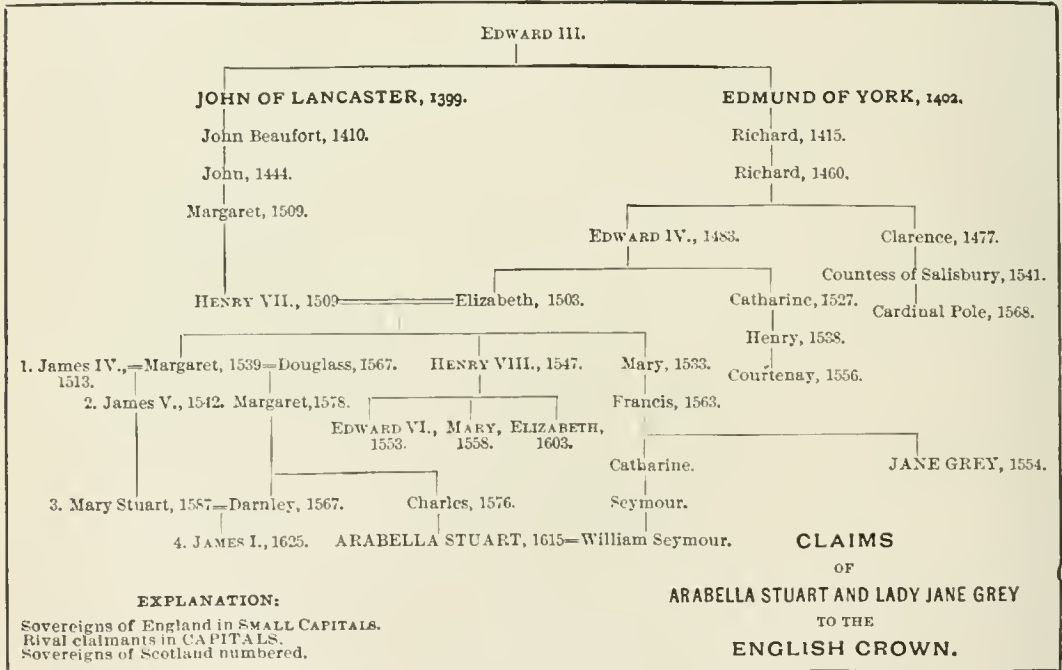 EDWARD III.
JOHN OF LANCASTER, 1399. EDMUND OF YORK, 1402.
John Beaufort, 1410. Richard, 1415.
John, 1444. Richard, 1460.
Margaret, 1509.
EDWARD IV., 1483. Clarence, 1477.
Countess of Salisbury, 1541.
HENRY VII., 1509 Elizabeth, 1503. Catharine, 1527. Cardinal Pole, 1568.
Henry, 1538.
1. James IV.,=Margaret, 1539=Douglass, 1567. HENRY VIII., 1547. Mary, 1533. Courtenay, 1556.
1513.
2. James V., 1542. Margaret, 1578. Francis, 1563.
EDWARD VI., MARY, ELIZABETH,
1553. 1558. 1603.
Catharine. JANE GREY, 1554.
3. Mary Stuart, 1587=Darnley, 1567. Charles, 1576. Seymour.
4. JAMES I., 1625. ARABELLA STUART, 1615=William Seymour.
CLAIMS
OF
ARABELLA STUART AND LADY JANE GREY
TO THE
ENGLISH CROWN.
EXPLANATION:
Sovereigns of England in SMALL CAPITALS.
Rival claimants in CAPITALS.
Sovereigns of Scotland numbered.